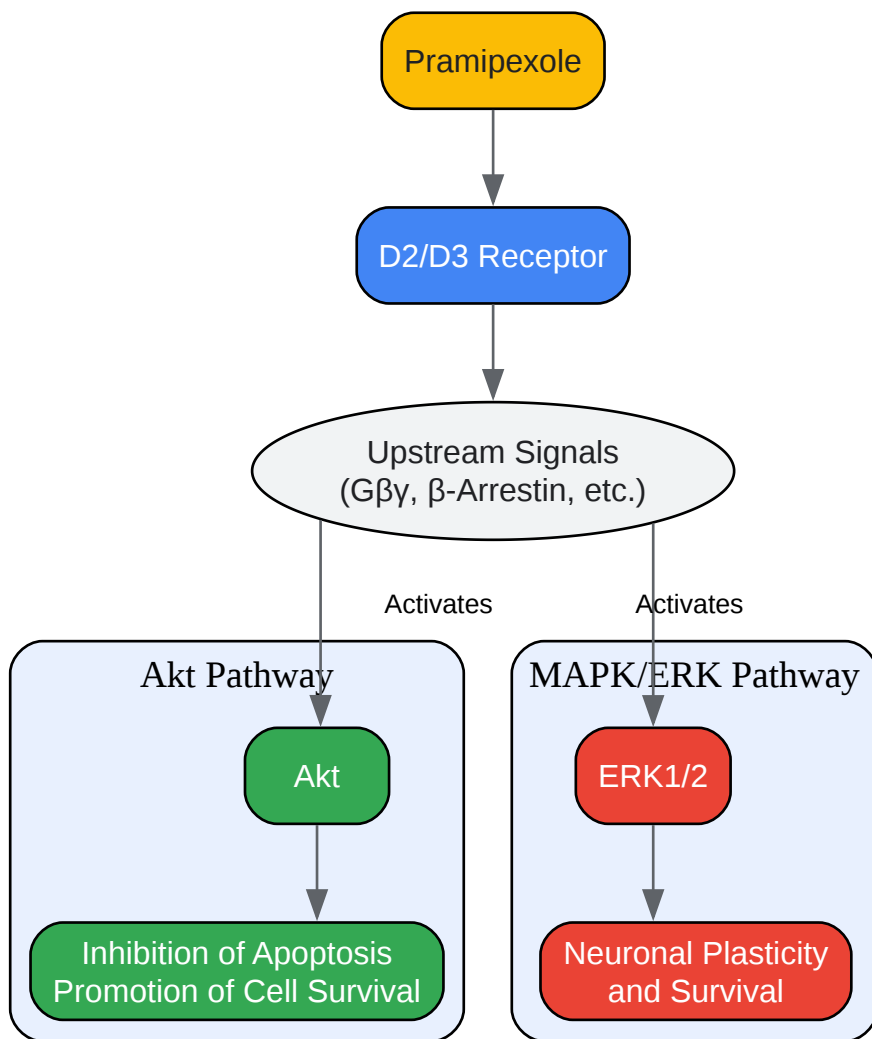 Pramipexole
D2/D3 Receptor
Upstream Signals
(Gβγ, β-Arrestin, etc.)
Activates
Activates
Akt Pathway
MAPK/ERK Pathway
Akt
ERK1/2
Inhibition of Apoptosis
Promotion of Cell Survival
Neuronal Plasticity
and Survival